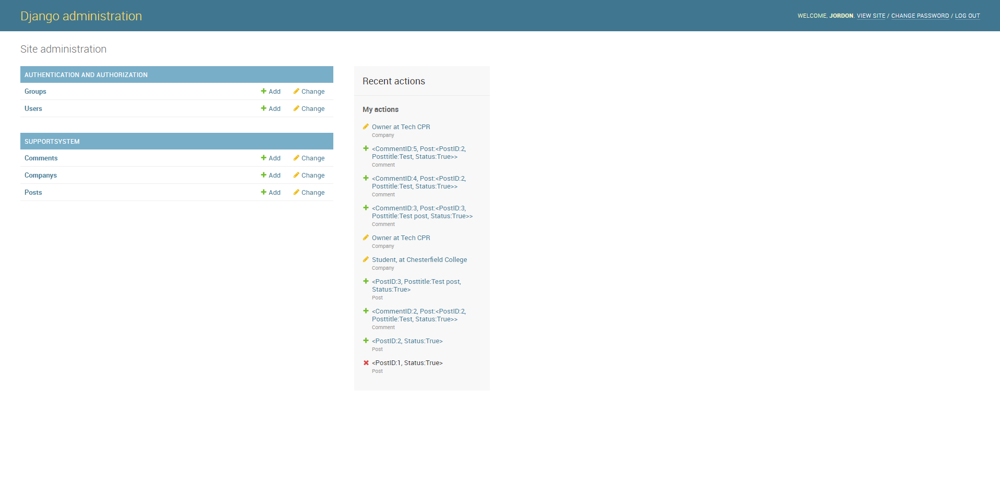 Django administration
WELCOME, JORDON. VIEW SITE / CHANGE PASSWORD / LOG OUT
Site administration
AUTHENTICATION AND AUTHORIZATION
Groups Add Change
Users Add Change
SUPPORTSYSTEM
Comments Add Change
Companys Add Change
Posts Add Change
Recent actions
My actions
Owner at Tech CPR
Company
<CommentID:5, Post:<PostID:2,
Posttitle:Test, Status:True>>
Comment
<CommentID:4, Post:<PostID:2,
Posttitle:Test, Status:True>>
Comment
<CommentID:3, Post:<PostID:3,
Posttitle:Test post, Status:True>>
Comment
Owner at Tech CPR
Company
Student, at Chesterfield College
Company
<PostID:3, Posttitle:Test post,
Status:True>
Post
<CommentID:2, Post:<PostID:2,
Posttitle:Test, Status:True>>
Comment
<PostID:2, Status:True>
Post
<PostID:1, Status:True>
Post